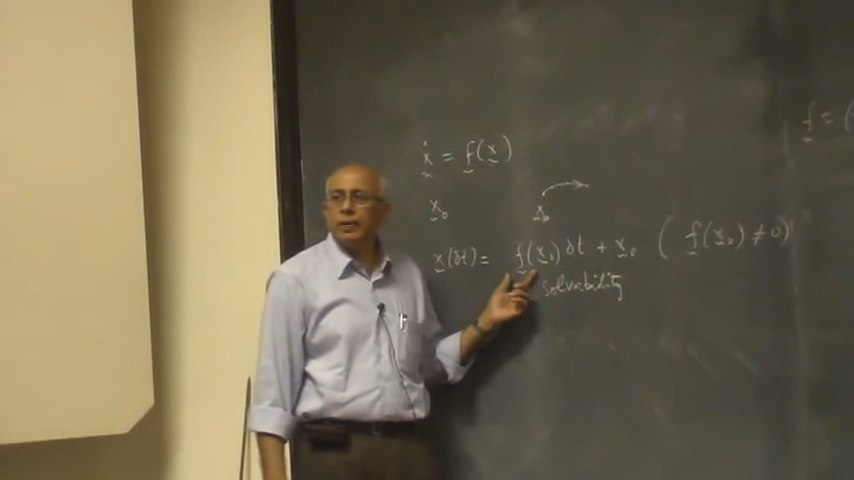 ẋ = f(x)
x₀
x₀
x(δt) = f(x₀) δt + x₀ ( f(x₀) ≠ 0)
solvability
f = (